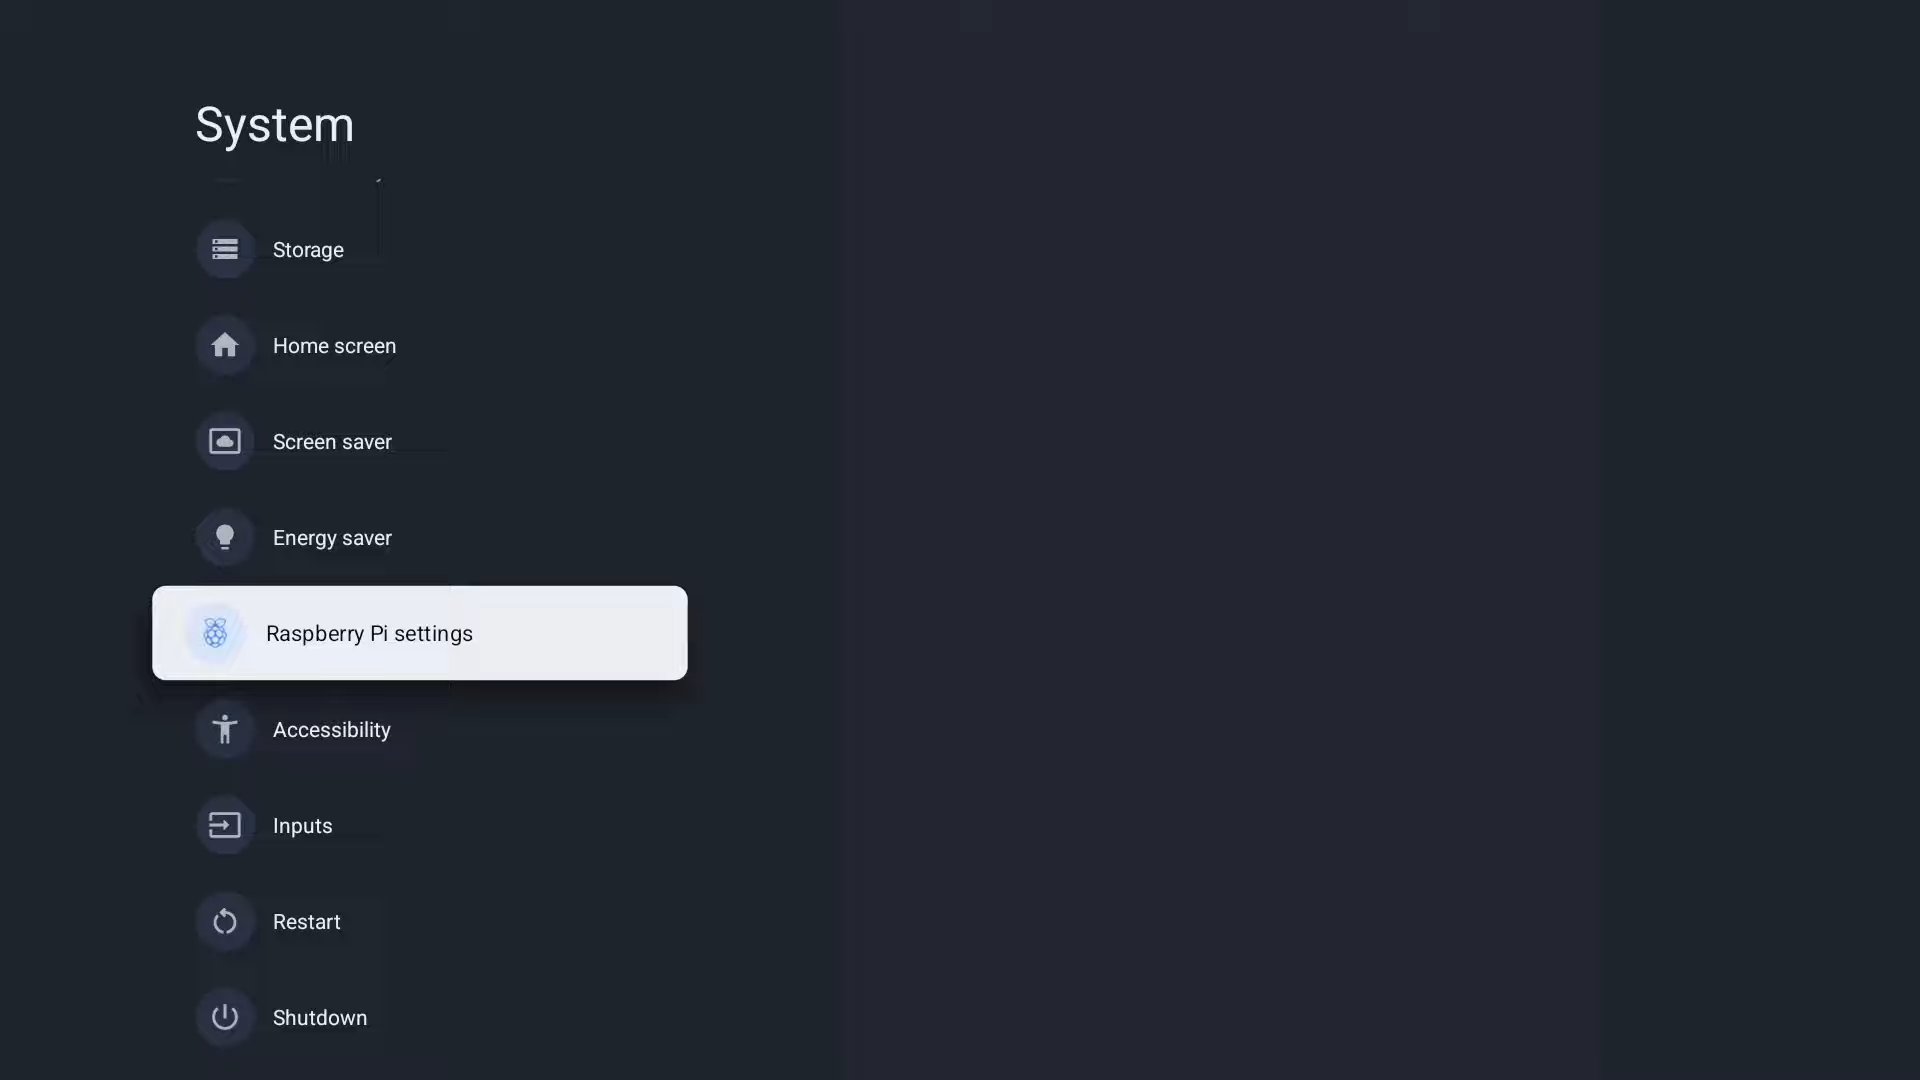 System
Storage
Home screen
Screen saver
Energy saver
Raspberry Pi settings
Accessibility
Inputs
Restart
Shutdown